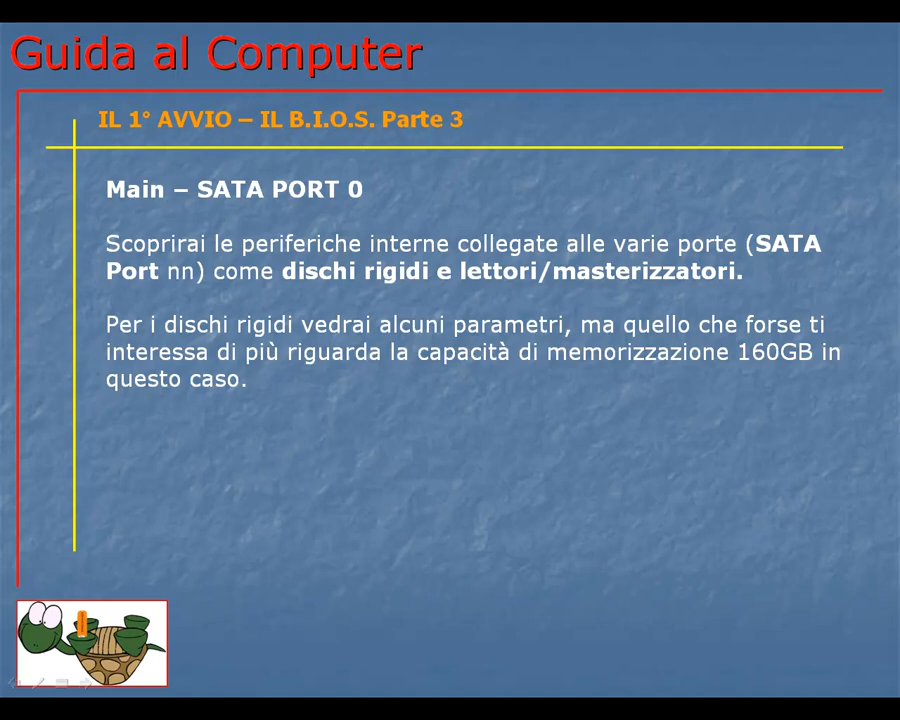 Guida al Computer
IL 1° AVVIO – IL B.I.O.S. Parte 3
Main – SATA PORT 0
Scoprirai le periferiche interne collegate alle varie porte (SATA
Port nn) come dischi rigidi e lettori/masterizzatori.
Per i dischi rigidi vedrai alcuni parametri, ma quello che forse ti
interessa di più riguarda la capacità di memorizzazione 160GB in
questo caso.